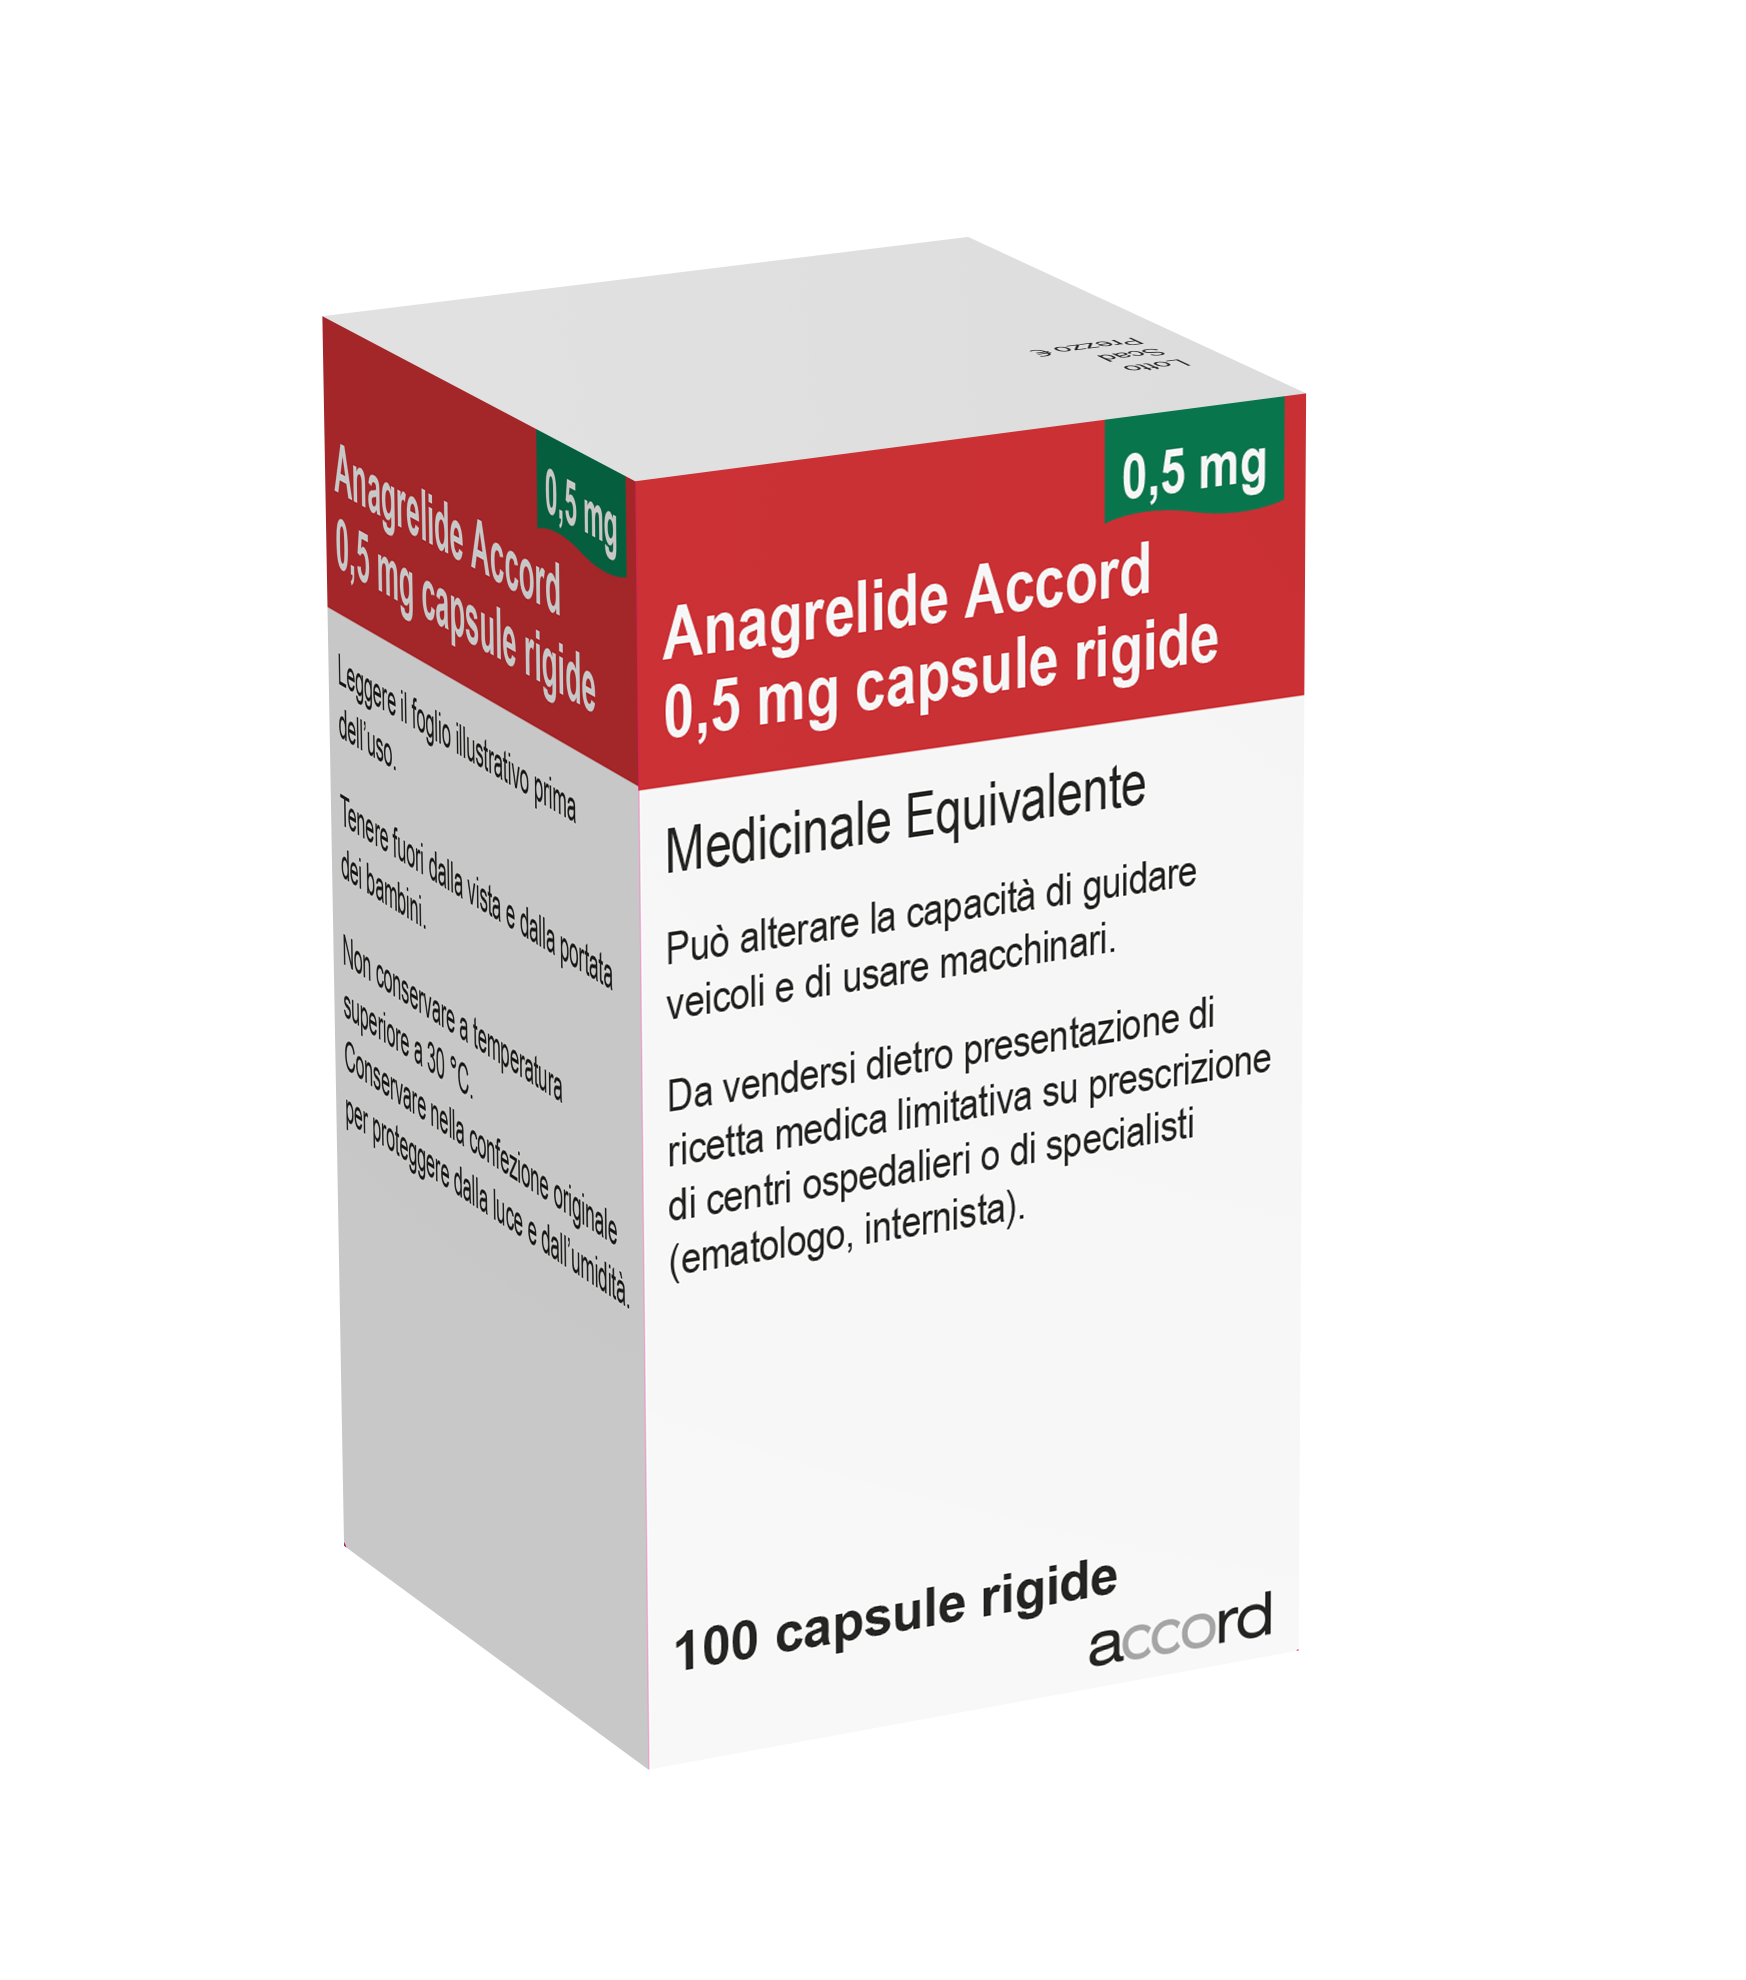 Lotto
Scad
Prezzo €
Anagrelide Accord
0,5 mg capsule rigide
0,5 mg
Leggere il foglio illustrativo prima
dell'uso.
Tenere fuori dalla vista e dalla portata
dei bambini.
Non conservare a temperatura
superiore a 30 °C.
Conservare nella confezione originale
per proteggere dalla luce e dall'umidità.
0,5 mg
Anagrelide Accord
0,5 mg capsule rigide
Medicinale Equivalente
Può alterare la capacità di guidare
veicoli e di usare macchinari.
Da vendersi dietro presentazione di
ricetta medica limitativa su prescrizione
di centri ospedalieri o di specialisti
(ematologo, internista).
100 capsule rigide
accord